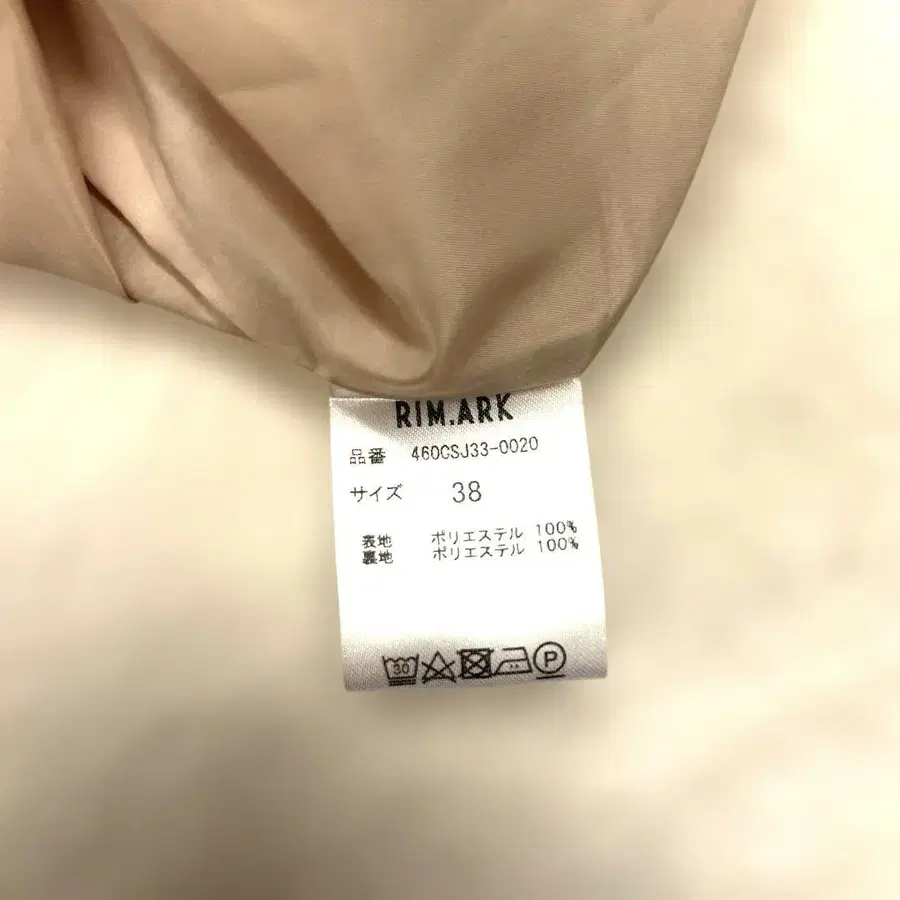 RIM.ARK
品番 460CSJ33-0020
サイズ 38
表地 ポリエステル 100%
裏地 ポリエステル 100%
30 P